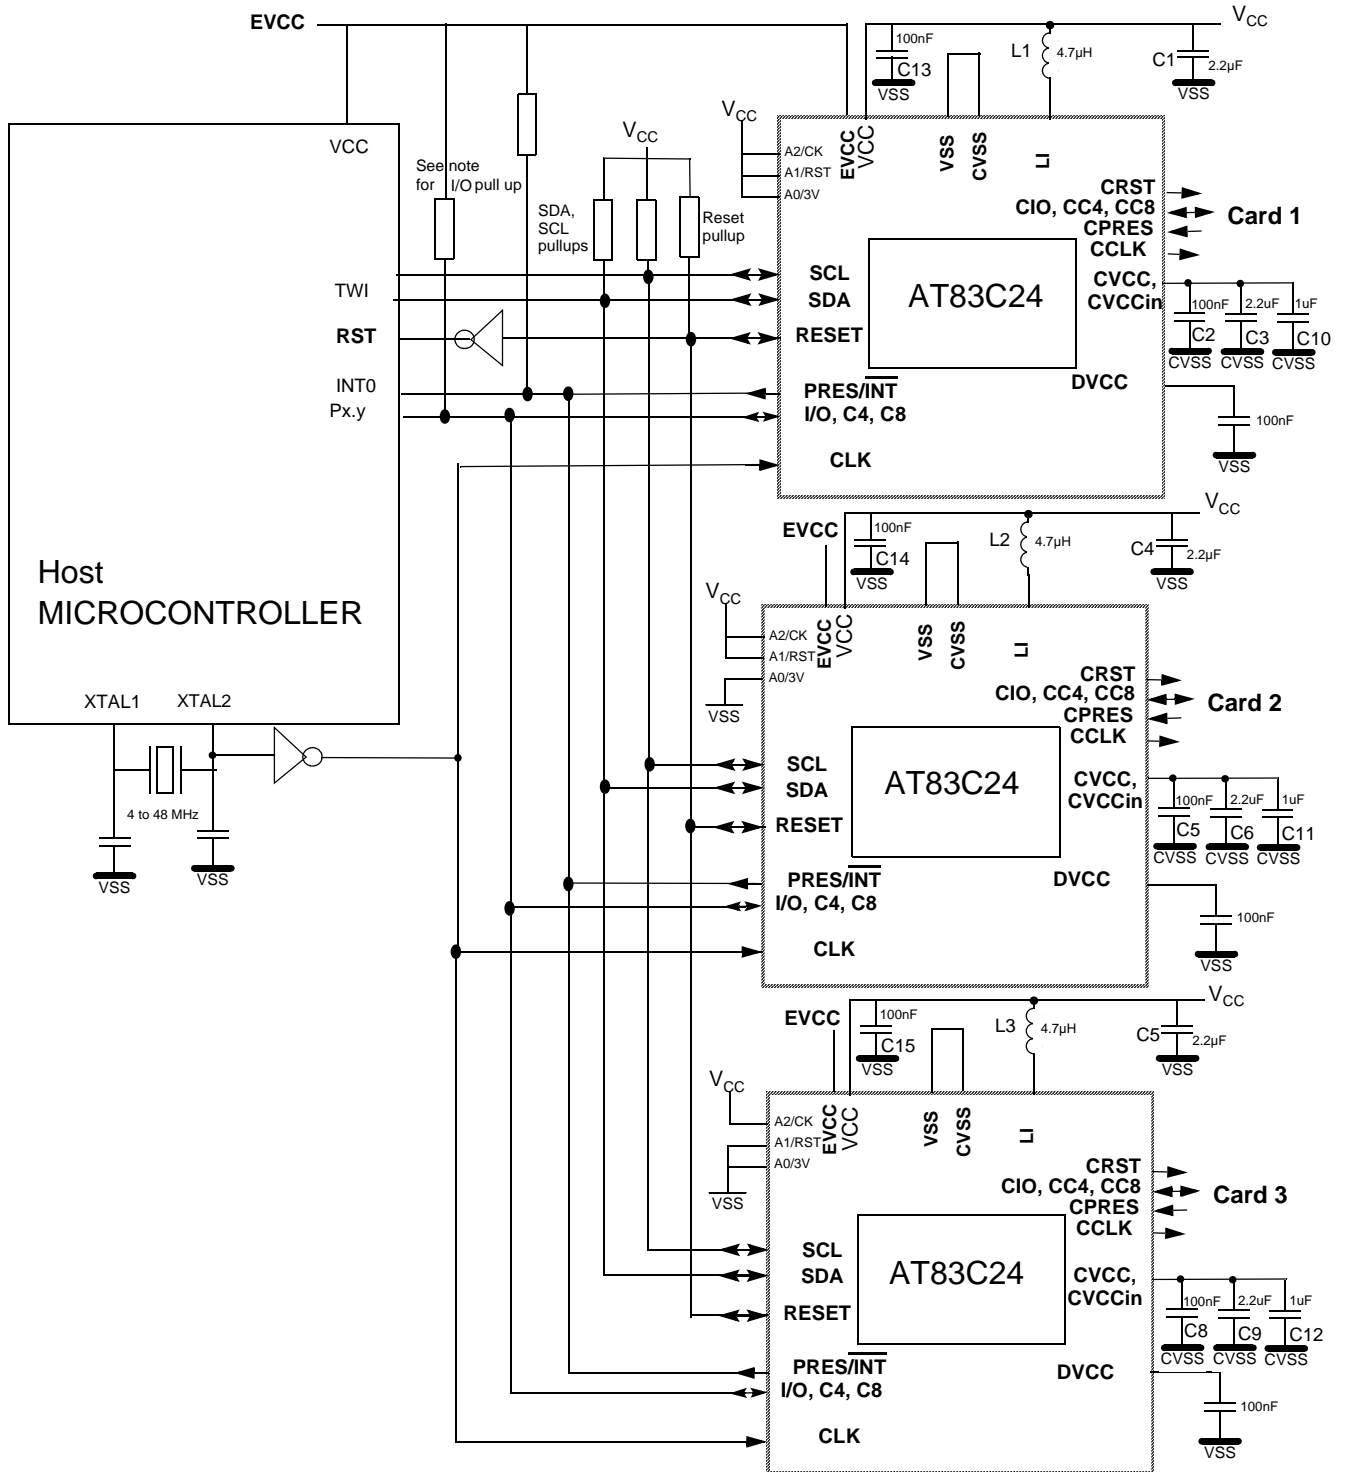 EVCC
VCC
See note
for I/O pull up
VCC
SDA,
SCL
pullups
Reset
pullup
TWI
RST
INT0
Px.y
Host
MICROCONTROLLER
XTAL1 XTAL2
4 to 48 MHz
VSS VSS
100nF
C13
VSS
L1 4.7µH
VCC
C1 2.2µF
VSS
VCC
A2/CK
A1/RST
A0/3V
EVCC
VCC
VSS
CVSS
LI
CRST
CIO, CC4, CC8
CPRES
CCLK
Card 1
SCL
SDA
RESET
AT83C24
CVCC,
CVCCin
100nF 2.2uF 1uF
C2 C3 C10
CVSS CVSS CVSS
PRES/INT
I/O, C4, C8
DVCC
100nF
VSS
CLK
EVCC
100nF
C14
VSS
L2 4.7µH
VCC
C4 2.2µF
VSS
VCC
A2/CK
A1/RST
A0/3V
VSS
EVCC
VCC
VSS
CVSS
LI
CRST
CIO, CC4, CC8
CPRES
CCLK
Card 2
SCL
SDA
RESET
AT83C24
CVCC,
CVCCin
100nF 2.2uF 1uF
C5 C6 C11
CVSS CVSS CVSS
PRES/INT
I/O, C4, C8
DVCC
100nF
VSS
CLK
EVCC
100nF
C15
VSS
L3 4.7µH
VCC
C5 2.2µF
VSS
VCC
A2/CK
A1/RST
A0/3V
VSS
EVCC
VCC
VSS
CVSS
LI
CRST
CIO, CC4, CC8
CPRES
CCLK
Card 3
SCL
SDA
RESET
AT83C24
CVCC,
CVCCin
100nF 2.2uF 1uF
C8 C9 C12
CVSS CVSS CVSS
PRES/INT
I/O, C4, C8
DVCC
100nF
VSS
CLK